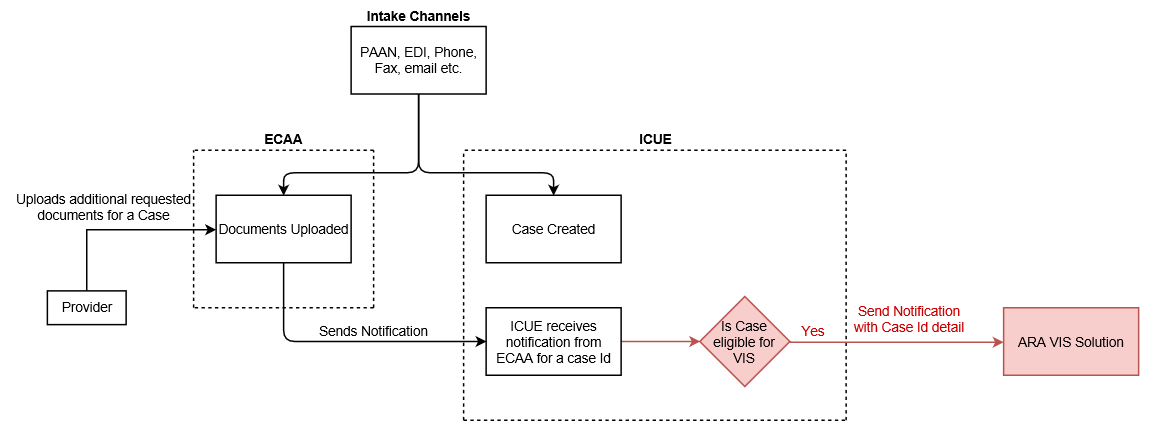 Intake Channels
PAAN, EDI, Phone,
Fax, email etc.
ECAA
ICUE
Uploads additional requested
documents for a Case
Documents Uploaded
Case Created
Provider
Sends Notification
ICUE receives
notification from
ECAA for a case Id
Is Case
eligible for
VIS
Yes
Send Notification
with Case Id detail
ARA VIS Solution